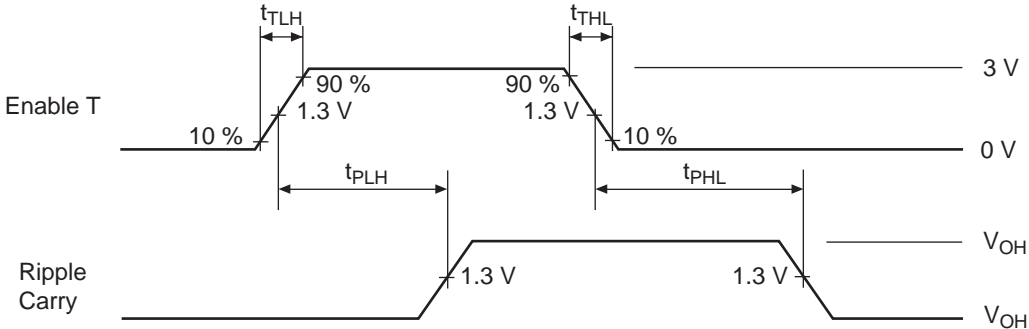 tTLH
tTHL
90 %
90 %
3 V
Enable T
1.3 V
1.3 V
10 %
10 %
0 V
tPLH
tPHL
VOH
Ripple
Carry
1.3 V
1.3 V
VOH